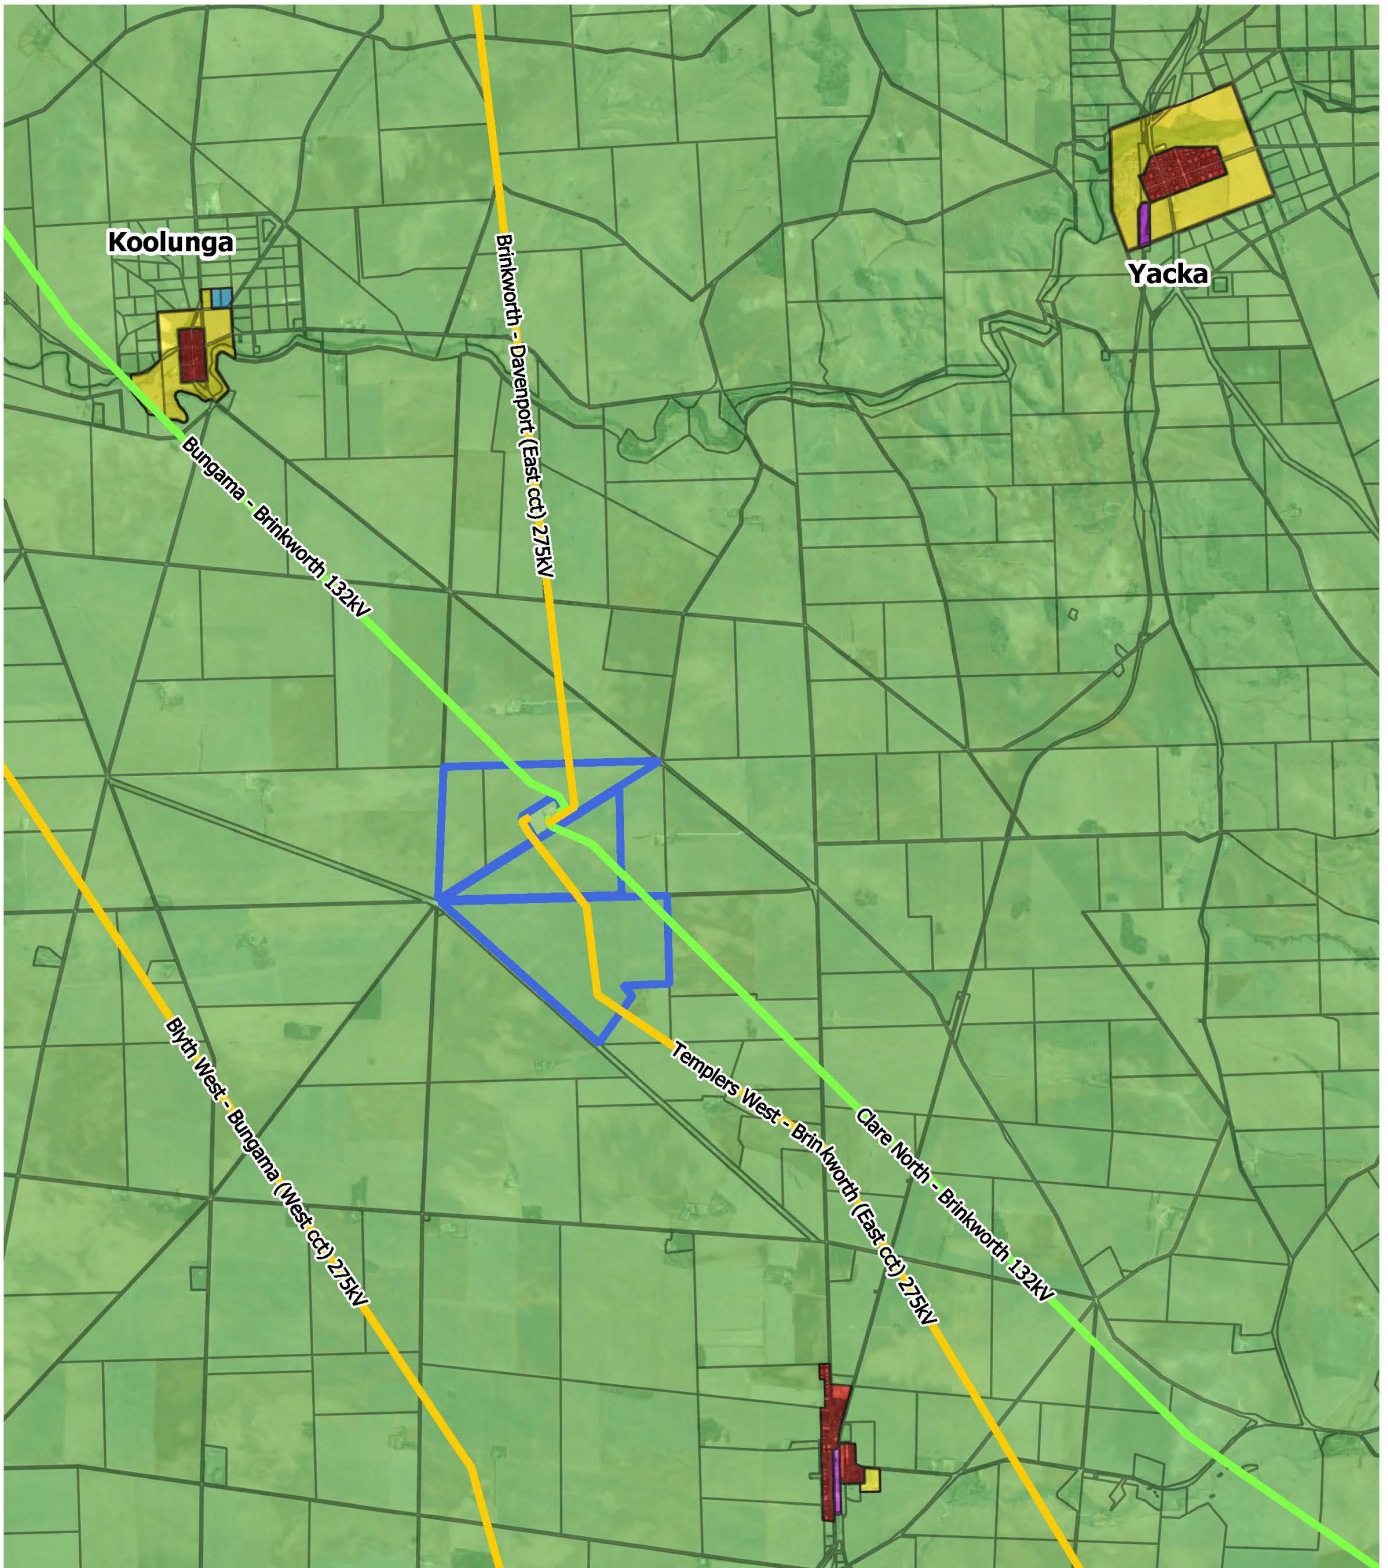 Koolunga
Yacka
Brinkworth - Davenport (East cct) 275kV
Bungama - Brinkworth 132kV
Blyth West - Bungama (West cct) 275kV
Templers West - Brinkworth (East cct) 275kV
Clare North - Brinkworth 132kV